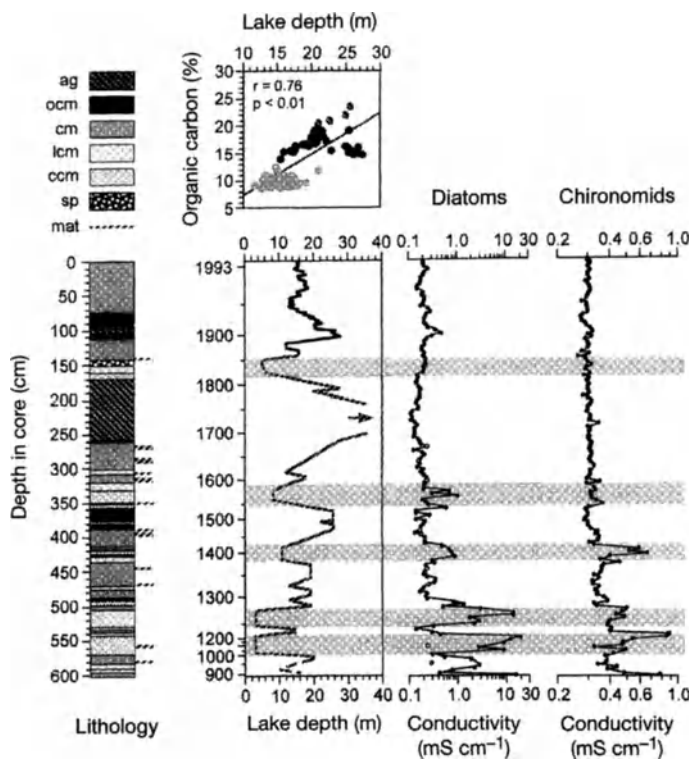 Lake depth (m)
10 15 20 25 30
ag
ocm
cm
lcm
ccm
sp
mat
Organic carbon (%)
30
25
20
15
10
5
r = 0.76
p < 0.01
Diatoms
Chironomids
0.1 1.0 10 30
0.2 0.4 0.6 1.0
Depth in core (cm)
0
50
100
150
200
250
300
350
400
450
500
550
600
1993
1900
1800
1700
1600
1500
1400
1300
1200
1000
900
0 10 20 30 40
0.1 1.0 10 30
0.2 0.4 0.6 1.0
Lithology
Lake depth (m)
Conductivity
(mS cm⁻¹)
Conductivity
(mS cm⁻¹)